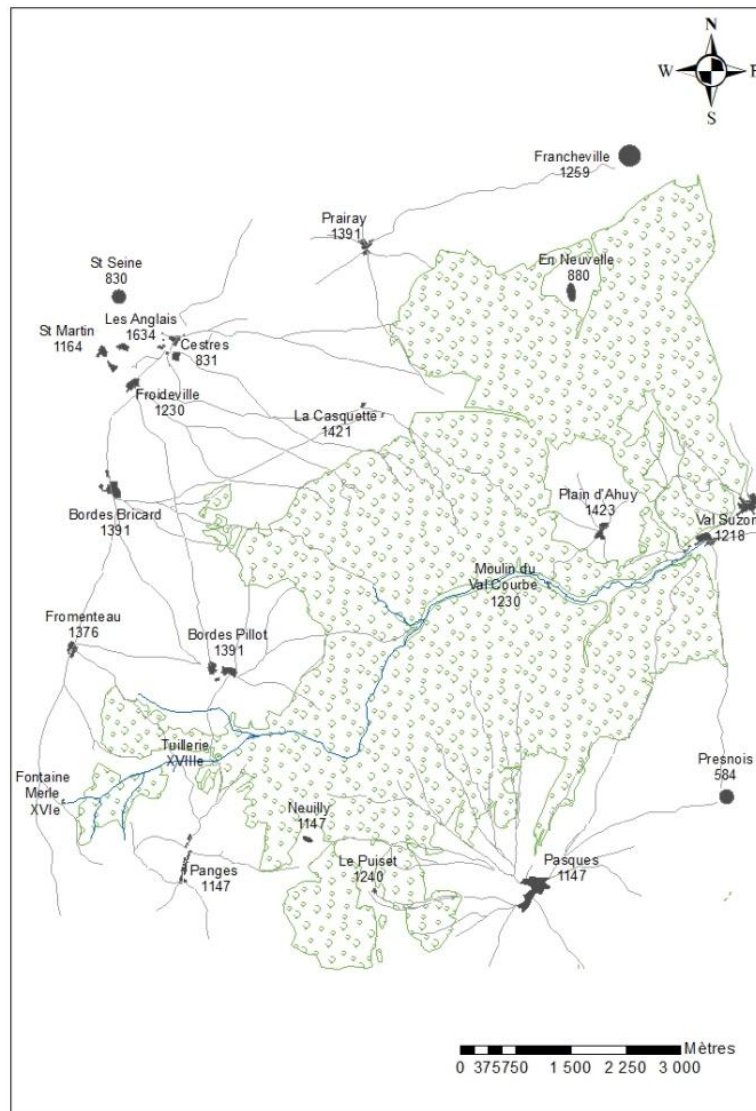 N
W
E
S
Francheville
1259
Prairay
1391
En Neuvelle
880
St Seine
830
Les Anglais
1634
St Martin
1164
Cestres
831
Froideville
1230
La Casquette
1421
Plain d'Ahuy
1423
Bordes Bricard
1391
Val Suzon
1218
Moulin du
Val Courbe
1230
Fromenteau
1376
Bordes Pillot
1391
Tuillerie
XVIIIe
Presnois
584
Fontaine
Merle
XVIe
Neuilly
1147
Le Puiset
1240
Pasques
1147
Panges
1147
Mètres
0 375750 1 500 2 250 3 000